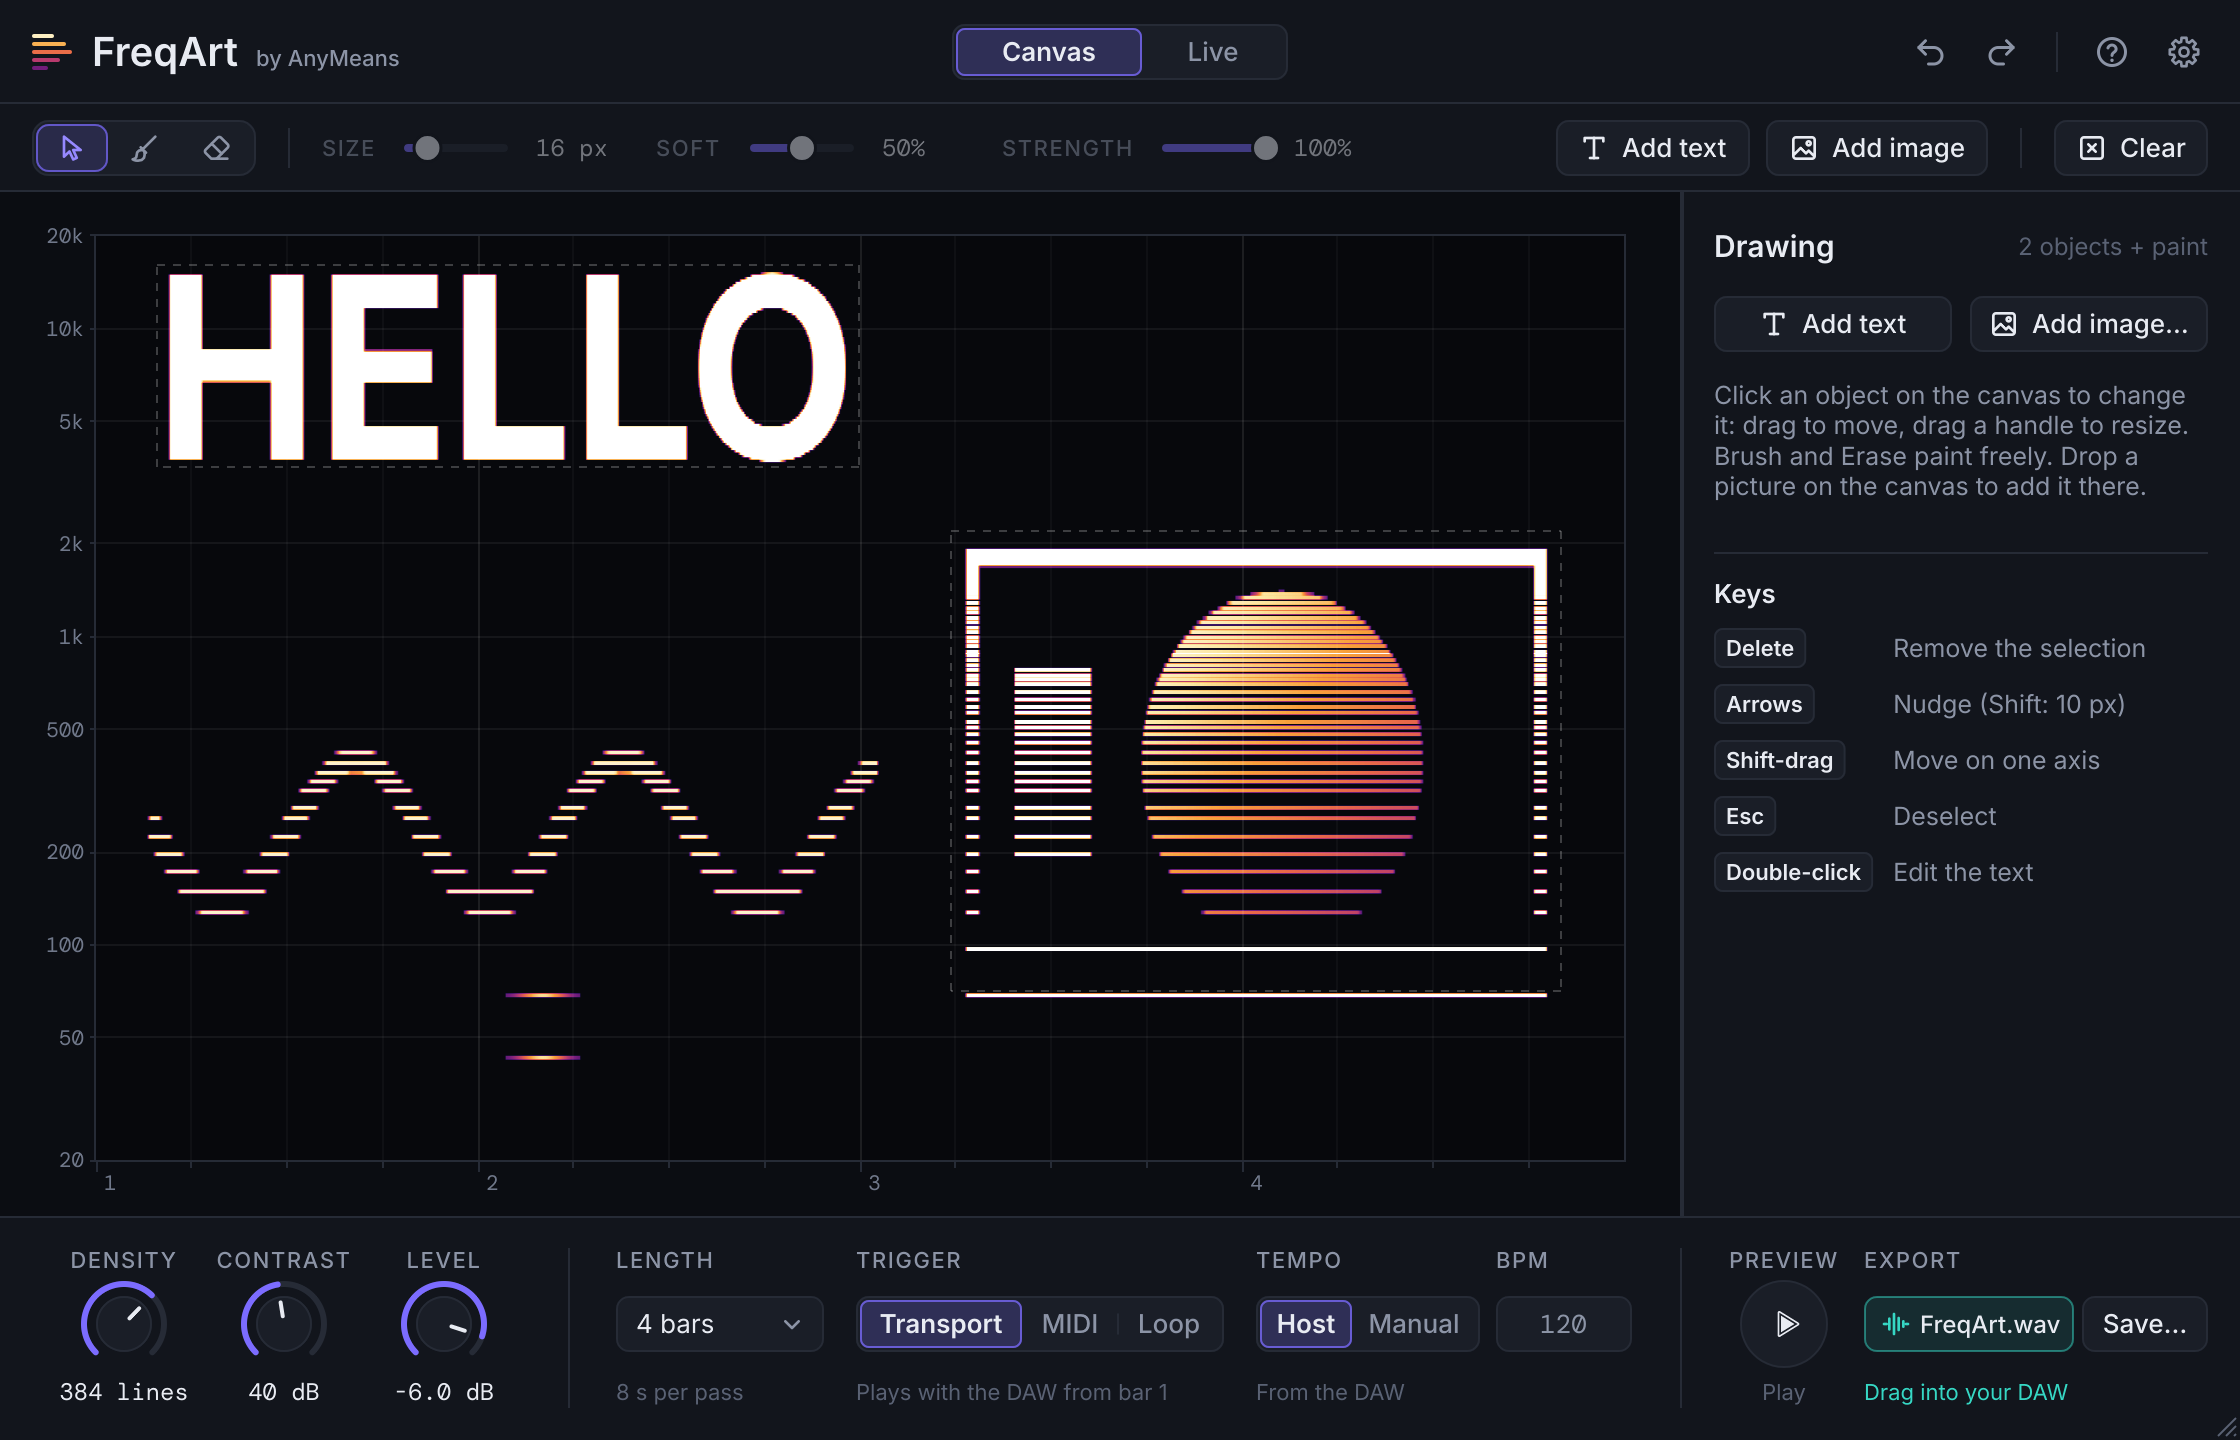 FreqArt by AnyMeans
Canvas Live
SIZE 16 px SOFT 50% STRENGTH 100% Add text Add image Clear
20k
10k
5k
2k
1k
500
200
100
50
20
HELLO
1 2 3 4
Drawing 2 objects + paint
Add text Add image...
Click an object on the canvas to change
it: drag to move, drag a handle to resize.
Brush and Erase paint freely. Drop a
picture on the canvas to add it there.
Keys
Delete Remove the selection
Arrows Nudge (Shift: 10 px)
Shift-drag Move on one axis
Esc Deselect
Double-click Edit the text
DENSITY CONTRAST LEVEL LENGTH TRIGGER TEMPO BPM PREVIEW EXPORT
4 bars Transport MIDI Loop Host Manual 120 FreqArt.wav Save...
384 lines 40 dB -6.0 dB 8 s per pass Plays with the DAW from bar 1 From the DAW Play Drag into your DAW